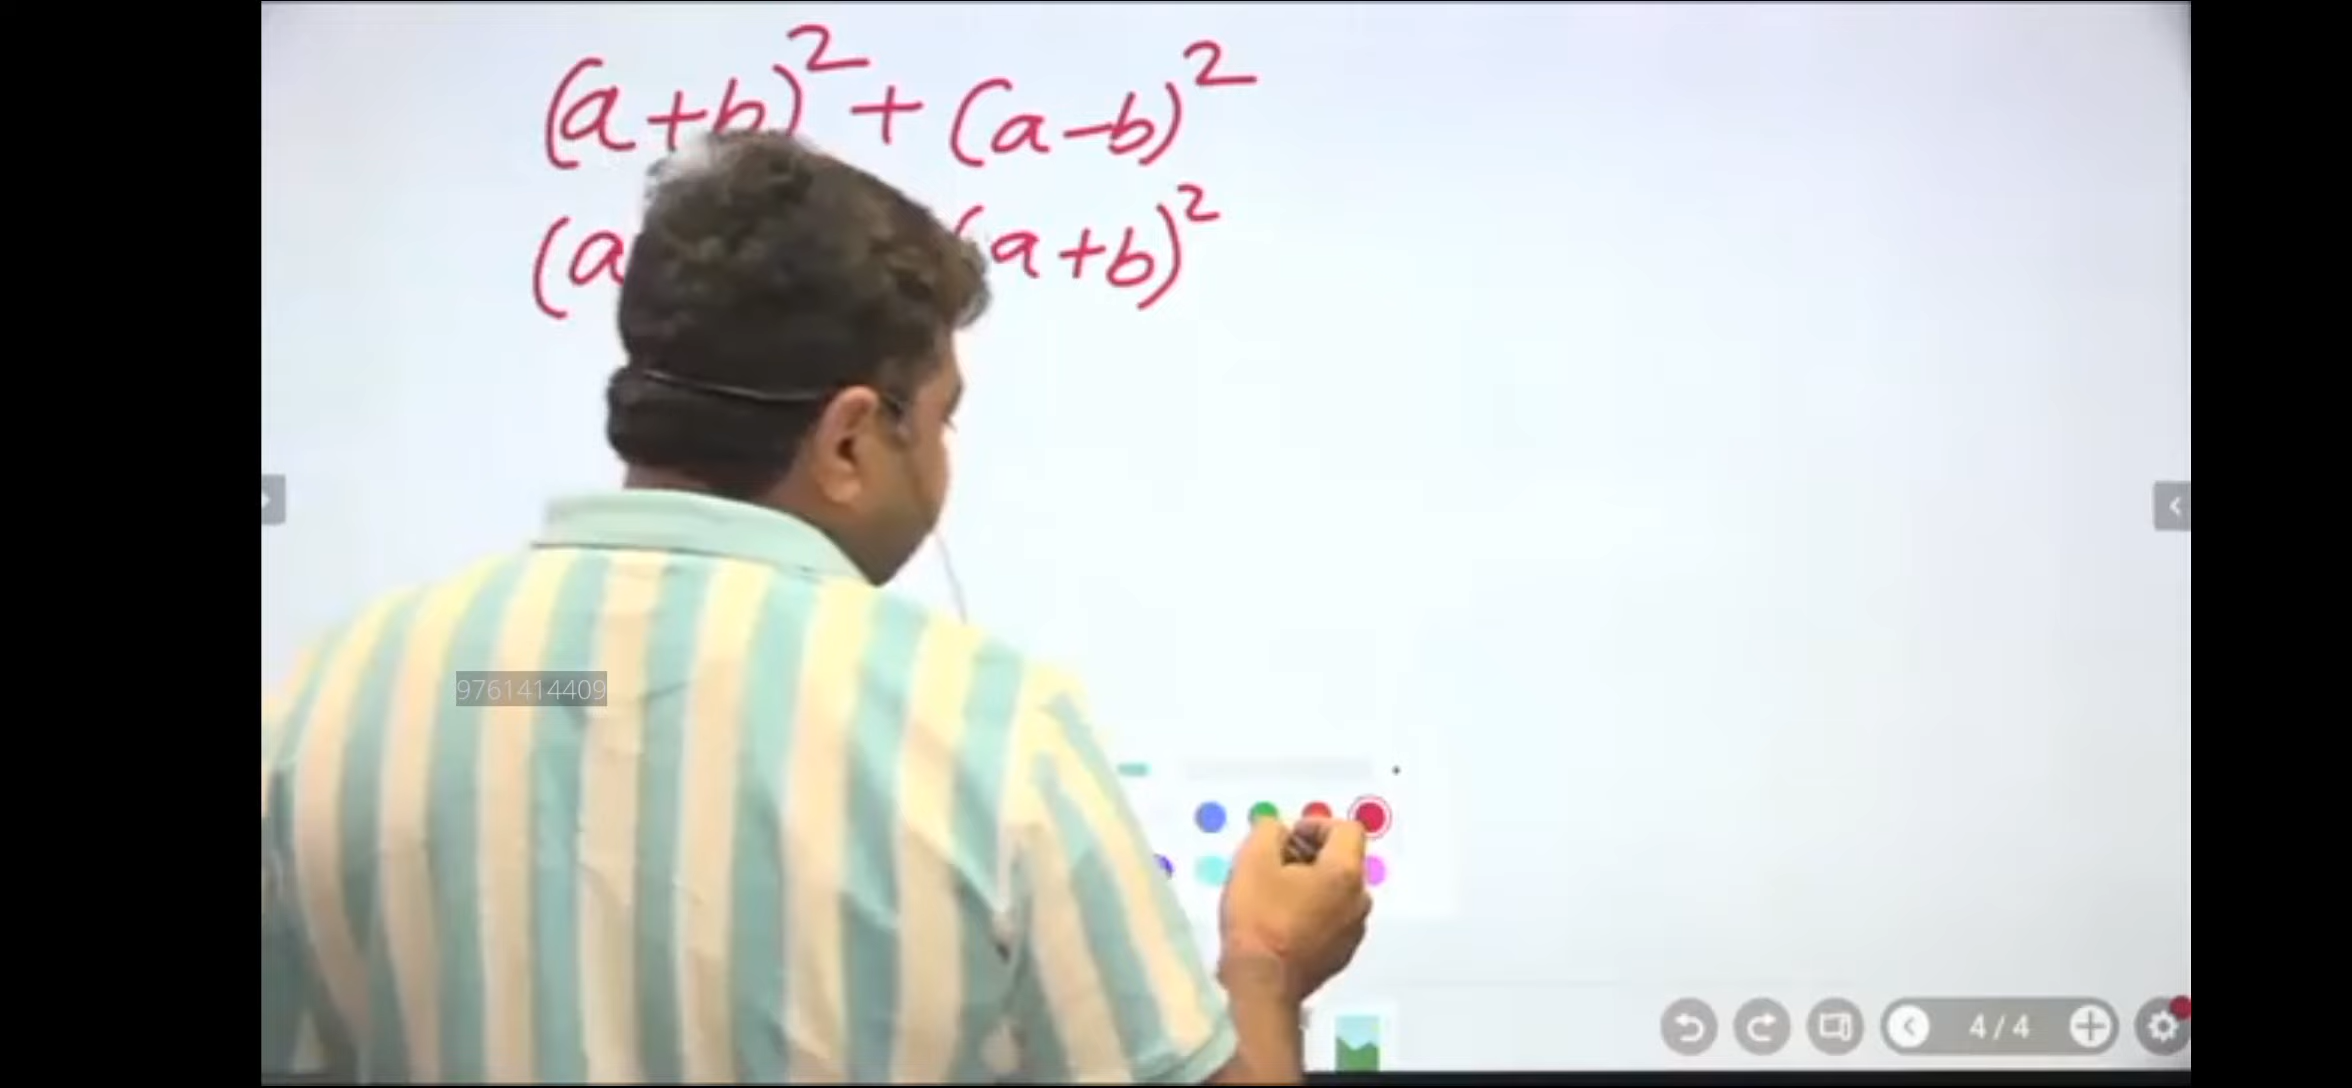 (a+b)² + (a-b)²
(a (a+b)²
9761414409
4/4